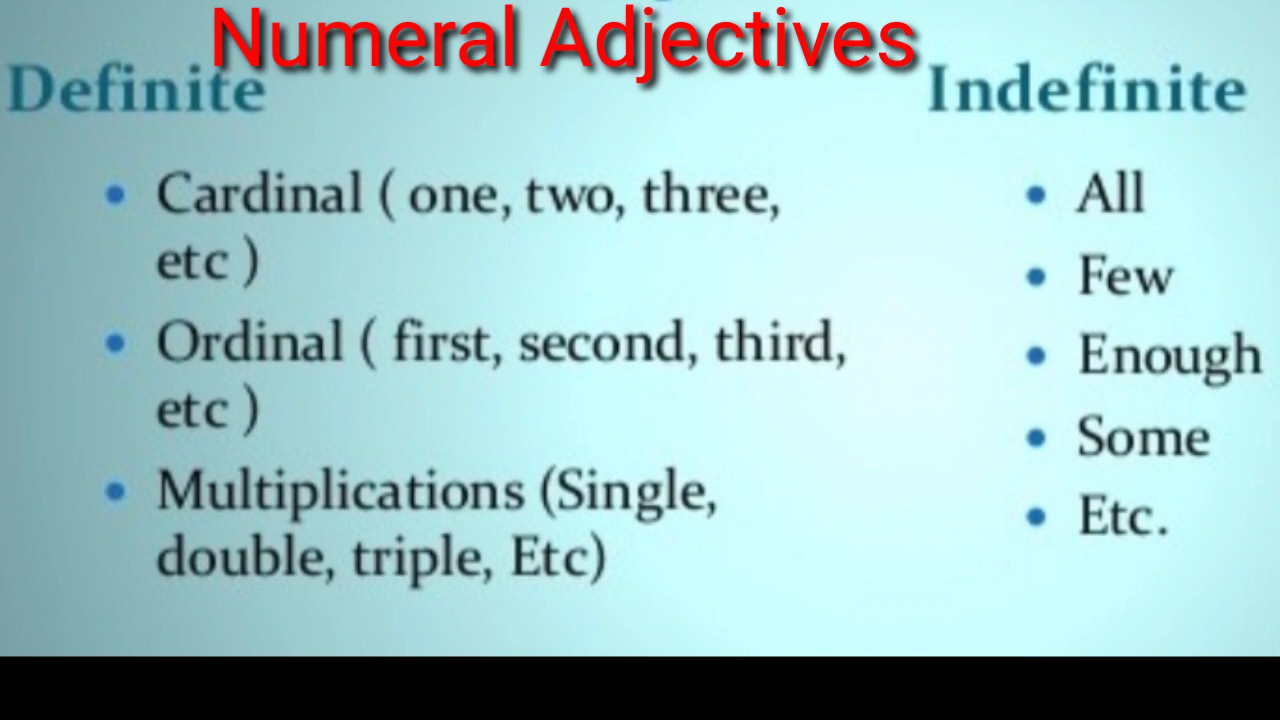 Numeral Adjectives
Definite
Cardinal ( one, two, three,
etc )
Ordinal ( first, second, third,
etc )
Multiplications (Single,
double, triple, Etc)
Indefinite
All
Few
Enough
Some
Etc.